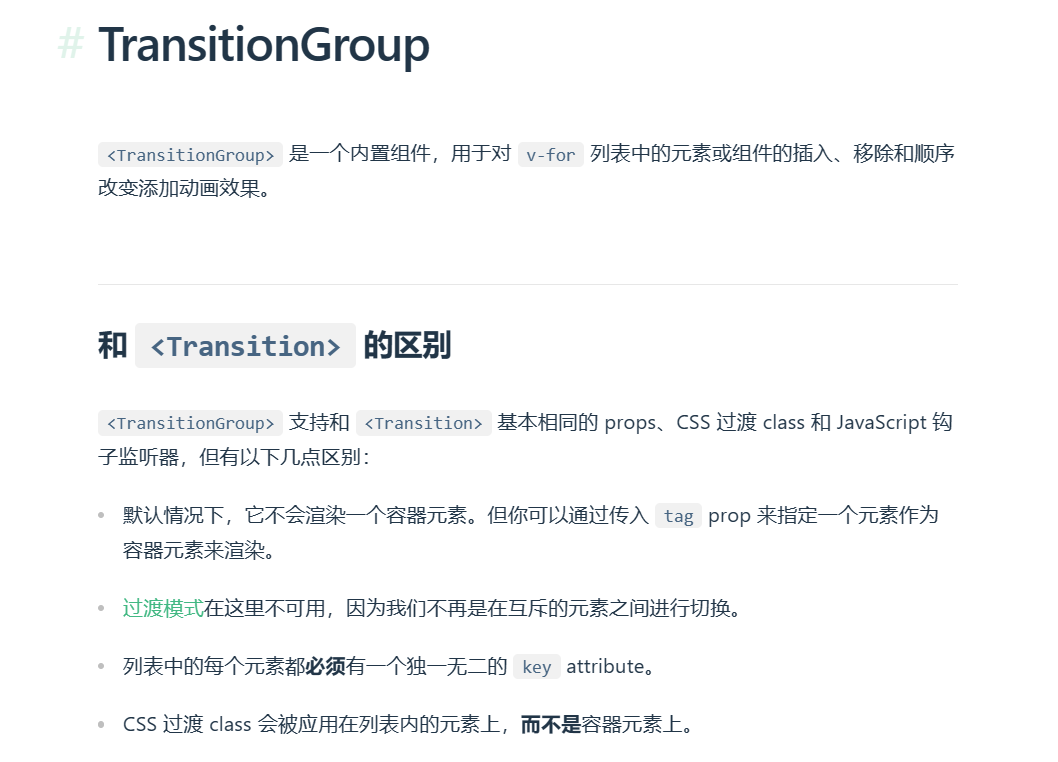 # TransitionGroup
<TransitionGroup> 是一个内置组件，用于对 v-for 列表中的元素或组件的插入、移除和顺序
改变添加动画效果。
和 <Transition> 的区别
<TransitionGroup> 支持和 <Transition> 基本相同的 props、CSS 过渡 class 和 JavaScript 钩
子监听器，但有以下几点区别：
• 默认情况下，它不会渲染一个容器元素。但你可以通过传入 tag prop 来指定一个元素作为
容器元素来渲染。
• 过渡模式在这里不可用，因为我们不再是在互斥的元素之间进行切换。
• 列表中的每个元素都必须有一个独一无二的 key attribute。
• CSS 过渡 class 会被应用在列表内的元素上，而不是容器元素上。